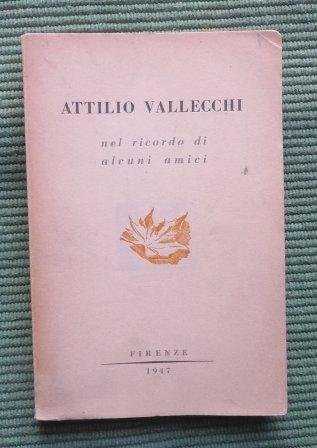 ATTILIO VALLECCHI
nel ricordo di
alcuni amici
FIRENZE
1947